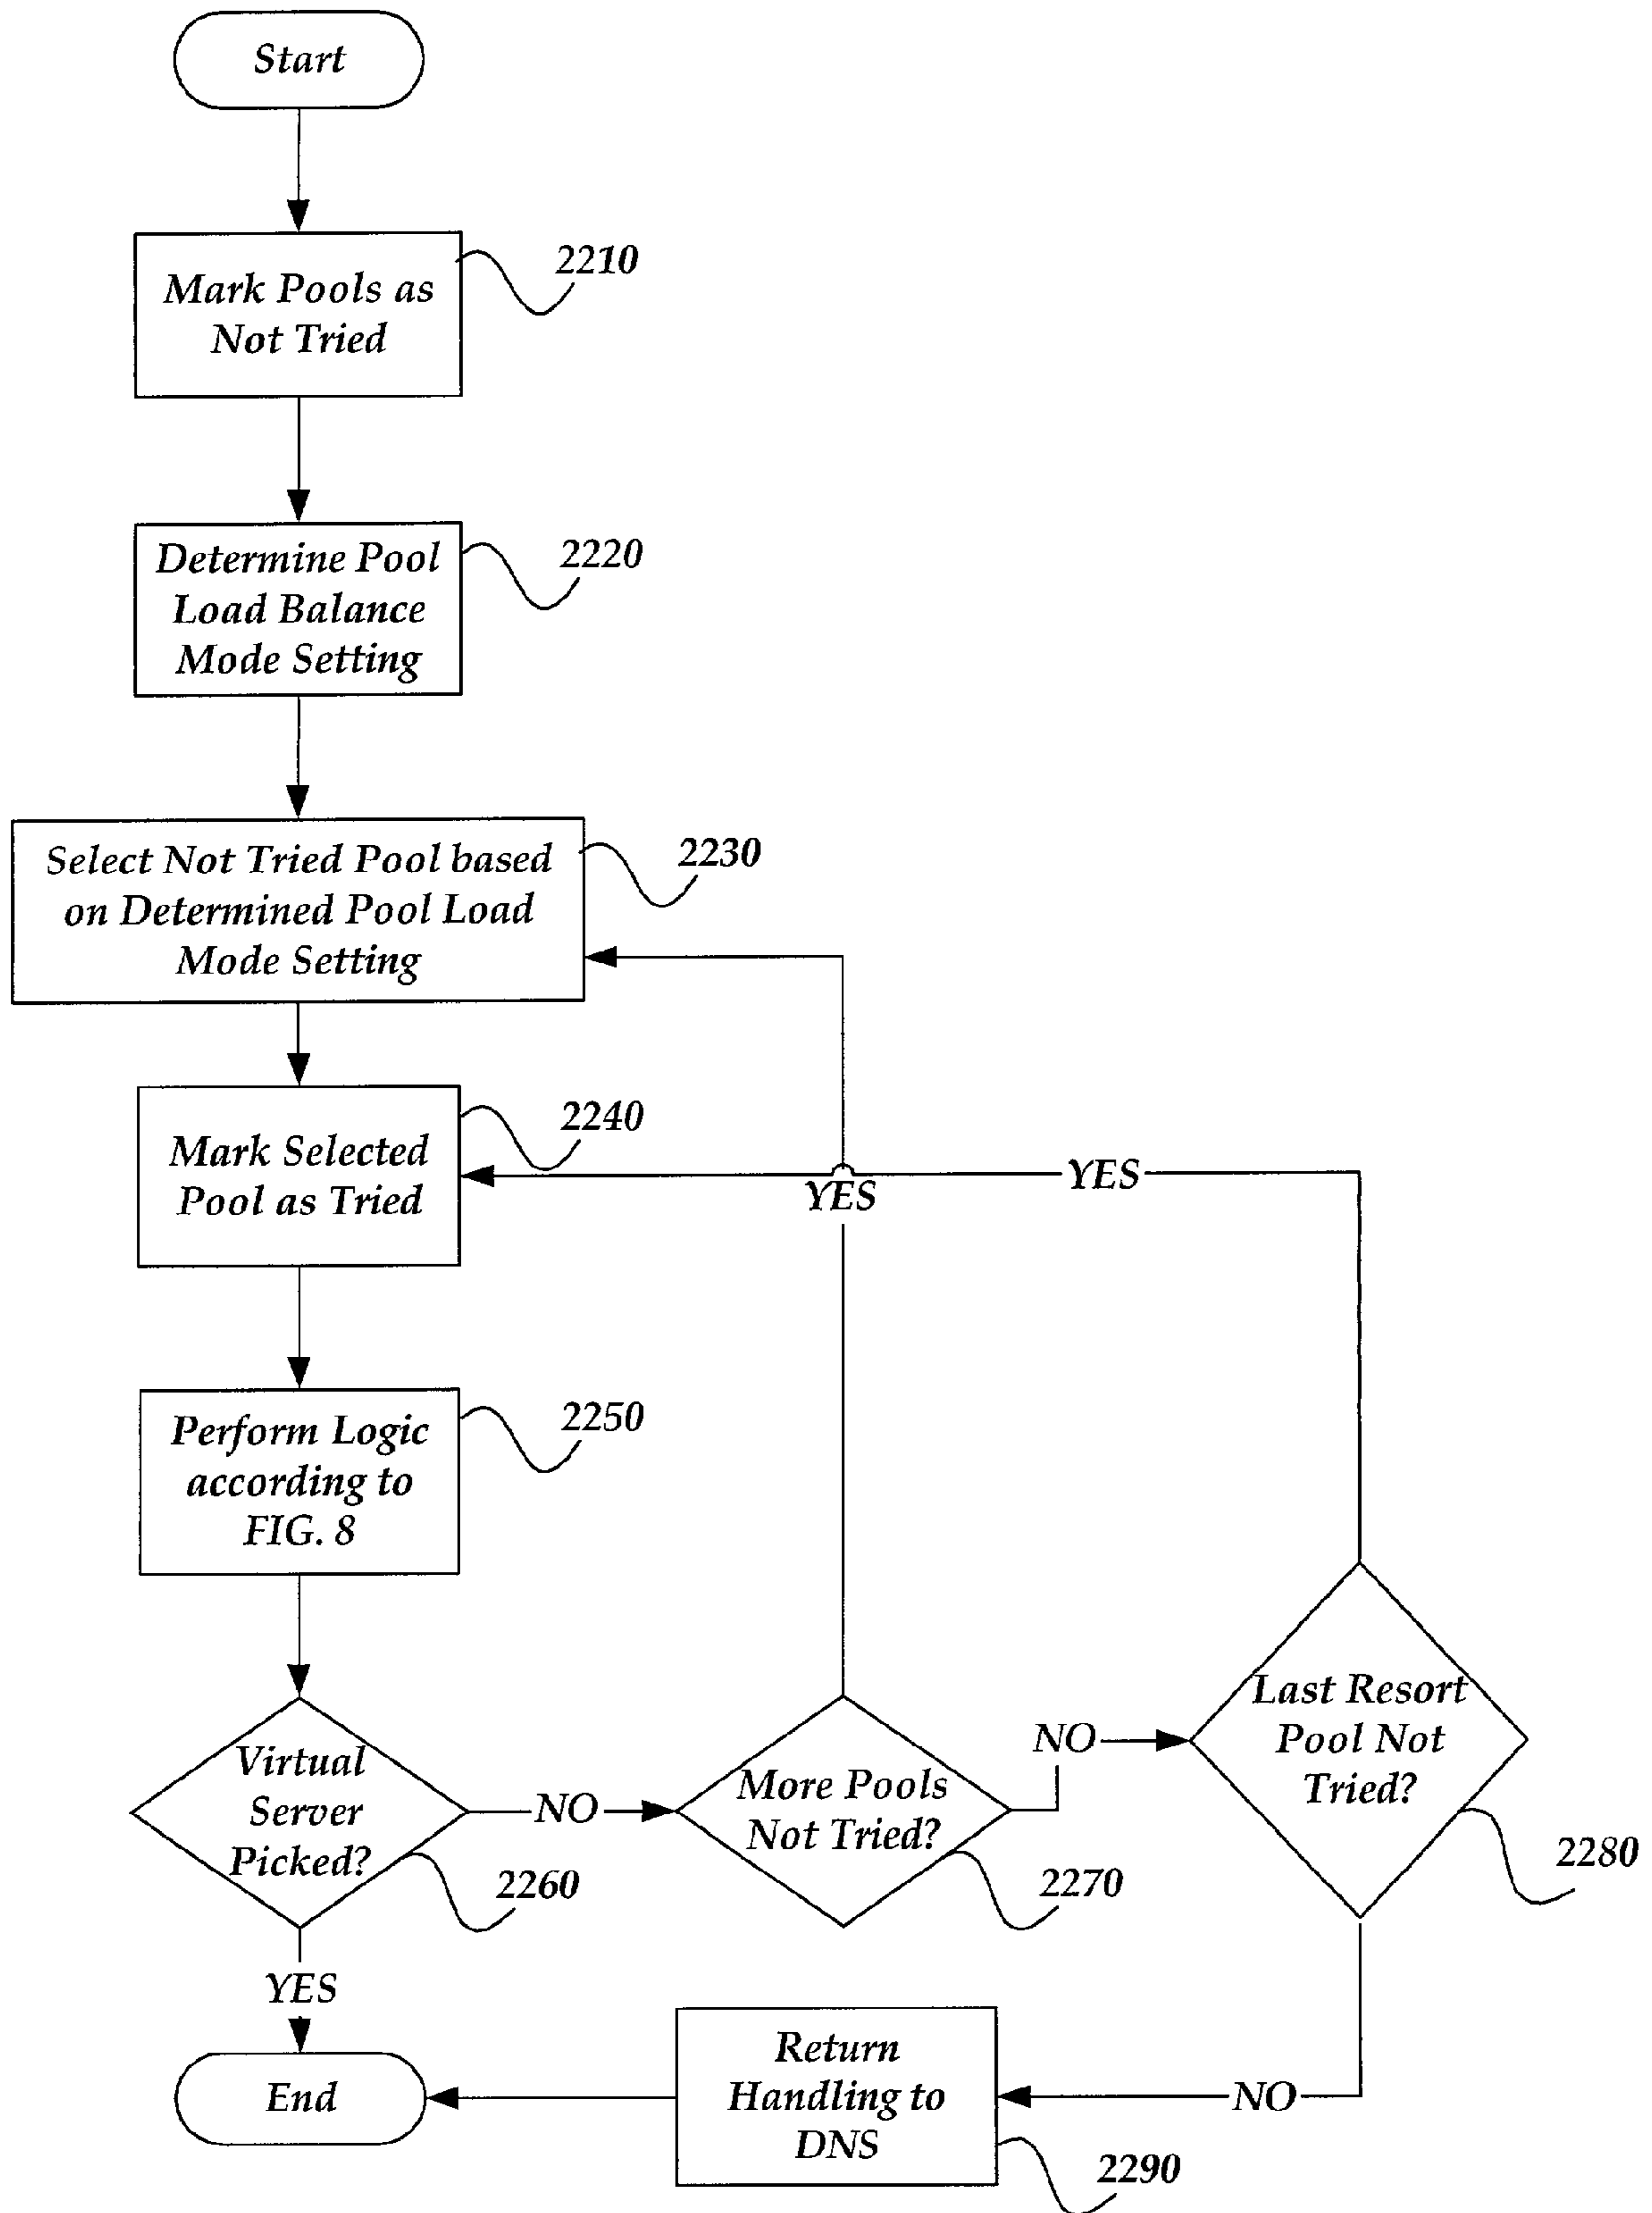 Start
Mark Pools as
Not Tried
2210
Determine Pool
Load Balance
Mode Setting
2220
Select Not Tried Pool based
on Determined Pool Load
Mode Setting
2230
Mark Selected
Pool as Tried
2240
YES
YES
Perform Logic
according to
FIG. 8
2250
Virtual
Server
Picked?
2260
NO
More Pools
Not Tried?
2270
NO
Last Resort
Pool Not
Tried?
2280
YES
End
Return
Handling to
DNS
2290
NO